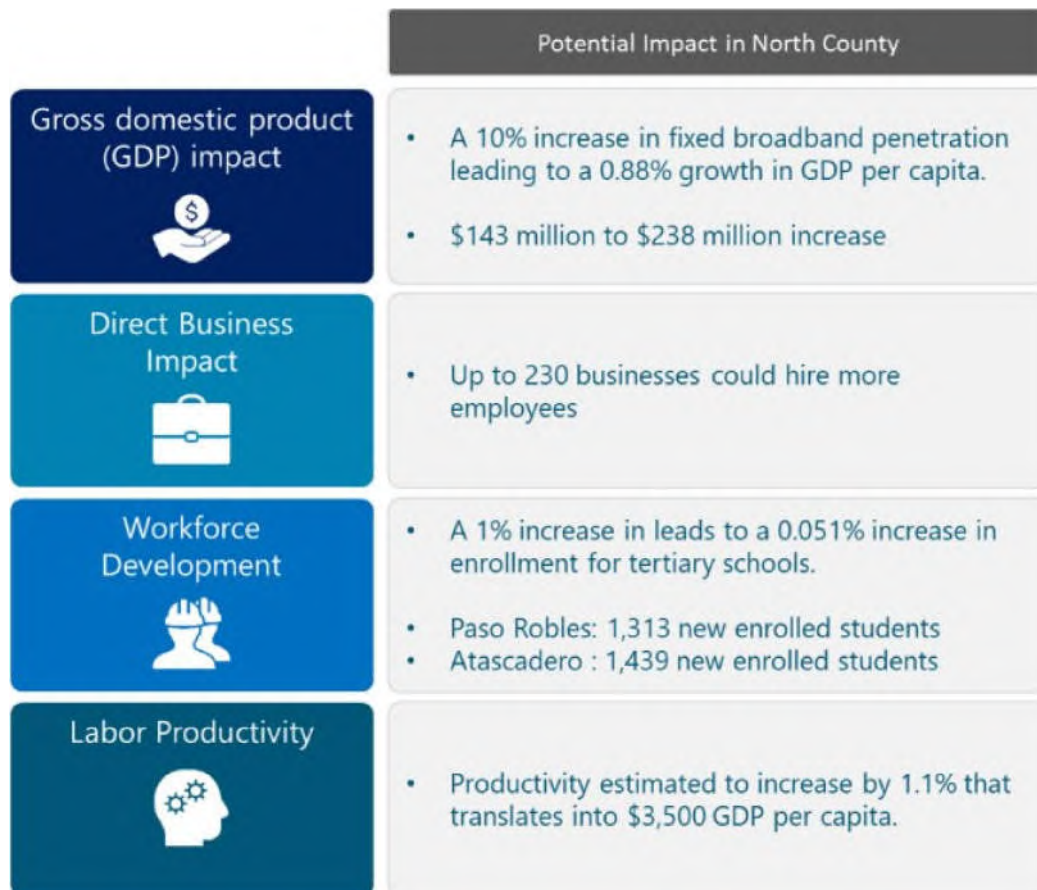 Potential Impact in North County
Gross domestic product
(GDP) impact
$
• A 10% increase in fixed broadband penetration
leading to a 0.88% growth in GDP per capita.
• $143 million to $238 million increase
Direct Business
Impact
• Up to 230 businesses could hire more
employees
Workforce
Development
• A 1% increase in leads to a 0.051% increase in
enrollment for tertiary schools.
• Paso Robles: 1,313 new enrolled students
• Atascadero : 1,439 new enrolled students
Labor Productivity
• Productivity estimated to increase by 1.1% that
translates into $3,500 GDP per capita.